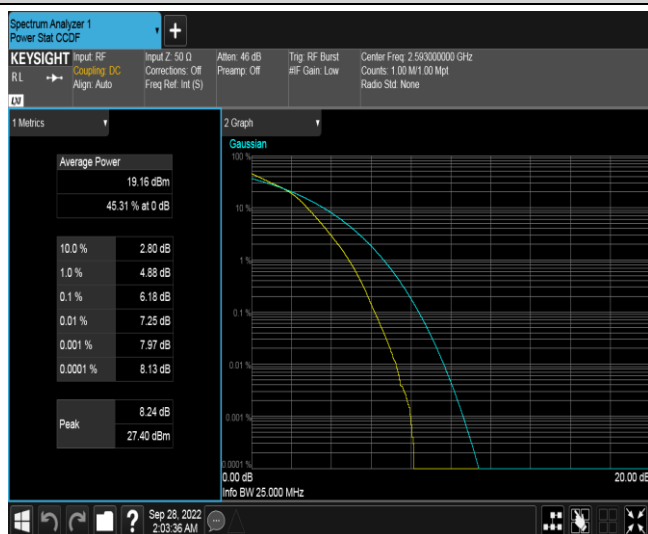 Spectrum Analyzer 1
Power Stat CCDF
KEYSIGHT
RL
LXI
Input: RF
Coupling: DC
Align: Auto
Input Z: 50 Ω
Corrections: Off
Freq Ref: Int (S)
Atten: 46 dB
Preamp: Off
Trig: RF Burst
#IF Gain: Low
Center Freq: 2.593000000 GHz
Counts: 1.00 M/1.00 Mpt
Radio Std: None
1 Metrics
Average Power
19.16 dBm
45.31 % at 0 dB
10.0 % 2.80 dB
1.0 % 4.88 dB
0.1 % 6.18 dB
0.01 % 7.25 dB
0.001 % 7.97 dB
0.0001 % 8.13 dB
Peak
8.24 dB
27.40 dBm
2 Graph
Gaussian
100 %
10 %
1 %
0.1 %
0.01 %
0.001 %
0.0001 %
0.00 dB 20.00 dB
Info BW 25.000 MHz
?
Sep 28, 2022
2:03:36 AM